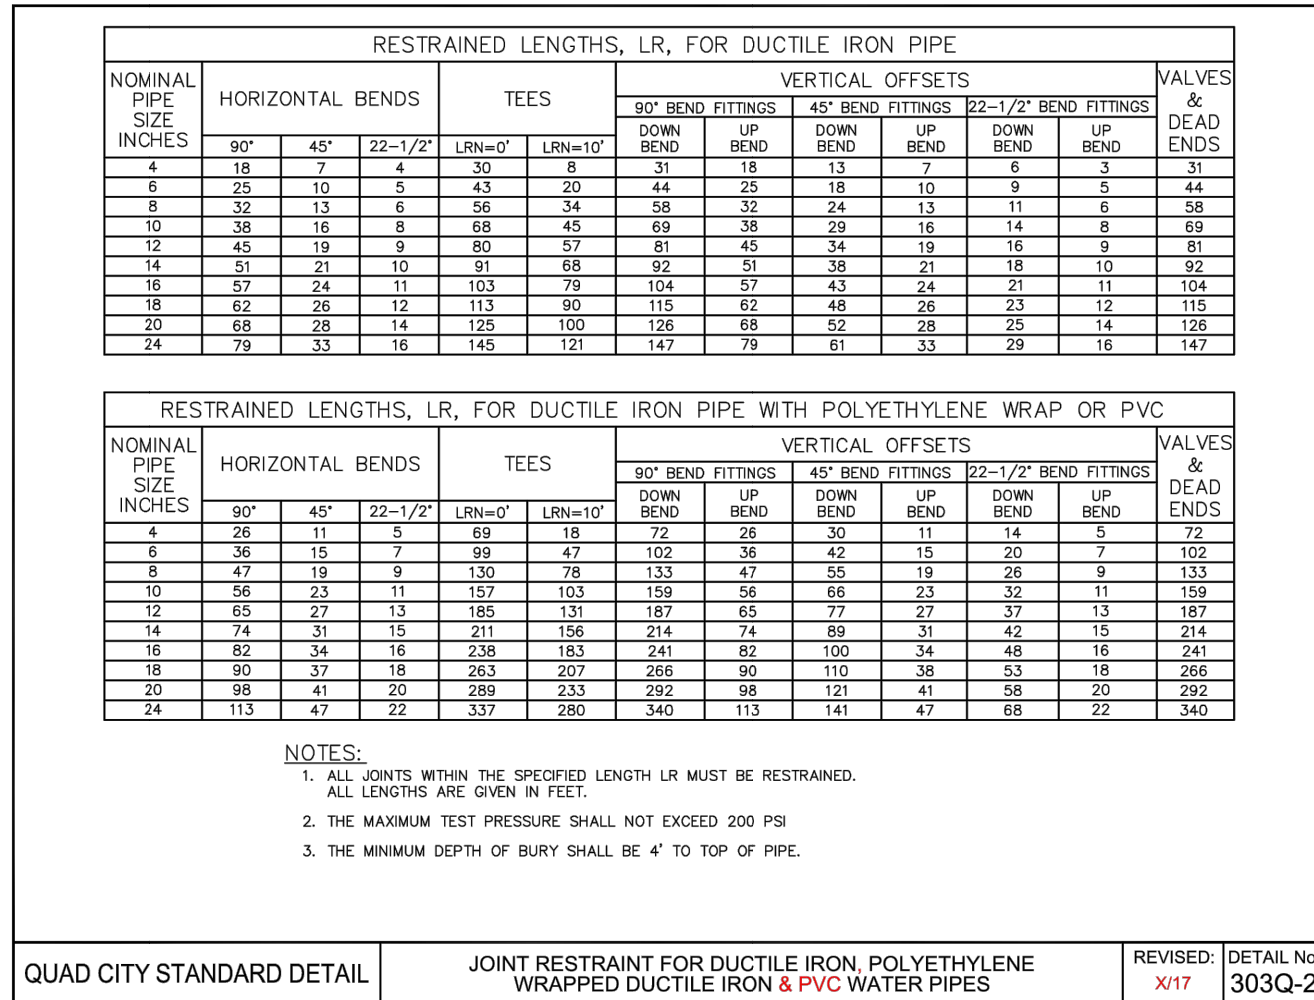 RESTRAINED LENGTHS, LR, FOR DUCTILE IRON PIPE
NOMINAL PIPE SIZE INCHES HORIZONTAL BENDS TEES VERTICAL OFFSETS VALVES & DEAD ENDS
90° BEND FITTINGS 45° BEND FITTINGS 22-1/2° BEND FITTINGS
90° 45° 22-1/2° LRN=0' LRN=10' DOWN BEND UP BEND DOWN BEND UP BEND DOWN BEND UP BEND
4 18 7 4 30 8 31 18 13 7 6 3 31
6 25 10 5 43 20 44 25 18 10 9 5 44
8 32 13 6 56 34 58 32 24 13 11 6 58
10 38 16 8 68 45 69 38 29 16 14 8 69
12 45 19 9 80 57 81 45 34 19 16 9 81
14 51 21 10 91 68 92 51 38 21 18 10 92
16 57 24 11 103 79 104 57 43 24 21 11 104
18 62 26 12 113 90 115 62 48 26 23 12 115
20 68 28 14 125 100 126 68 52 28 25 14 126
24 79 33 16 145 121 147 79 61 33 29 16 147
RESTRAINED LENGTHS, LR, FOR DUCTILE IRON PIPE WITH POLYETHYLENE WRAP OR PVC
NOMINAL PIPE SIZE INCHES HORIZONTAL BENDS TEES VERTICAL OFFSETS VALVES & DEAD ENDS
90° BEND FITTINGS 45° BEND FITTINGS 22-1/2° BEND FITTINGS
90° 45° 22-1/2° LRN=0' LRN=10' DOWN BEND UP BEND DOWN BEND UP BEND DOWN BEND UP BEND
4 26 11 5 69 18 72 26 30 11 14 5 72
6 36 15 7 99 47 102 36 42 15 20 7 102
8 47 19 9 130 78 133 47 55 19 26 9 133
10 56 23 11 157 103 159 56 66 23 32 11 159
12 65 27 13 185 131 187 65 77 27 37 13 187
14 74 31 15 211 156 214 74 89 31 42 15 214
16 82 34 16 238 183 241 82 100 34 48 16 241
18 90 37 18 263 207 266 90 110 38 53 18 266
20 98 41 20 289 233 292 98 121 41 58 20 292
24 113 47 22 337 280 340 113 141 47 68 22 340
NOTES:
1. ALL JOINTS WITHIN THE SPECIFIED LENGTH LR MUST BE RESTRAINED.
ALL LENGTHS ARE GIVEN IN FEET.
2. THE MAXIMUM TEST PRESSURE SHALL NOT EXCEED 200 PSI
3. THE MINIMUM DEPTH OF BURY SHALL BE 4' TO TOP OF PIPE.
QUAD CITY STANDARD DETAIL
JOINT RESTRAINT FOR DUCTILE IRON, POLYETHYLENE
WRAPPED DUCTILE IRON & PVC WATER PIPES
REVISED:
X/17
DETAIL No
303Q-2